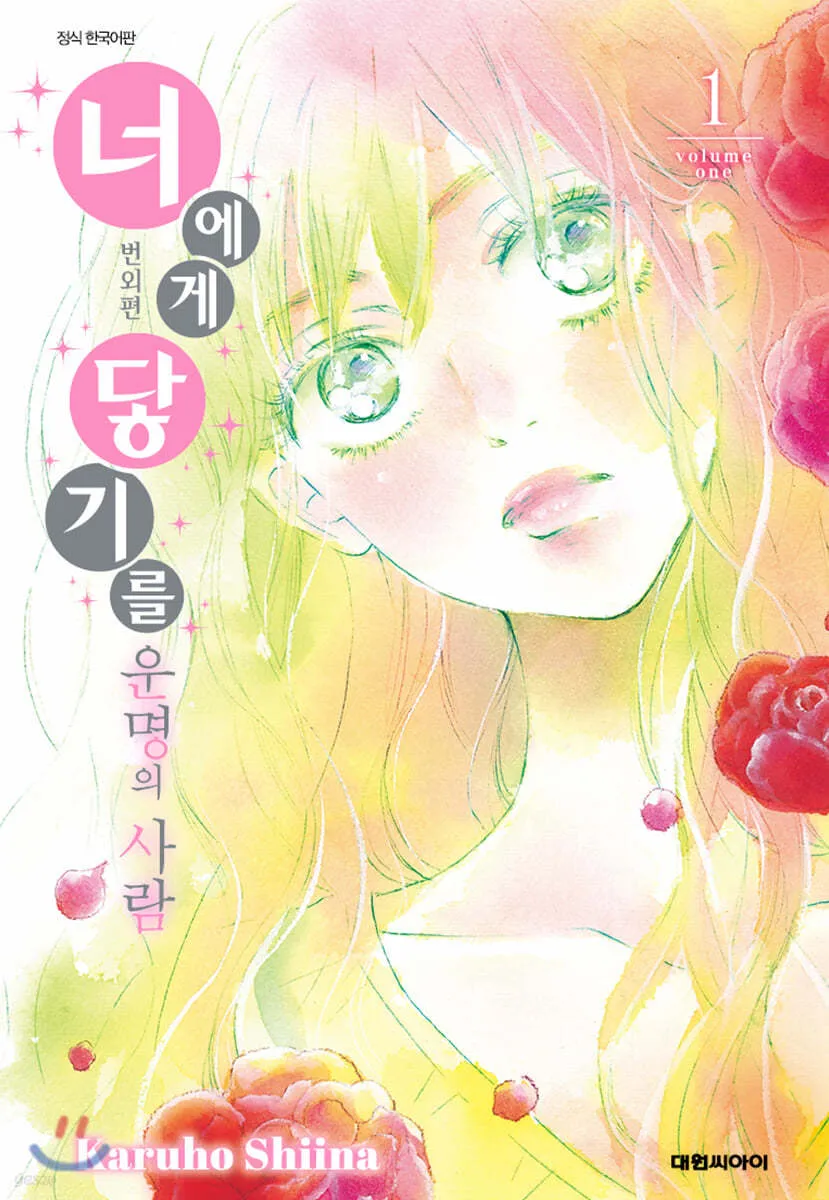 정식 한국어판
너에게 닿기를
번외편
운명의 사람
1
volume
one
Karuho Shiina
대원씨아이